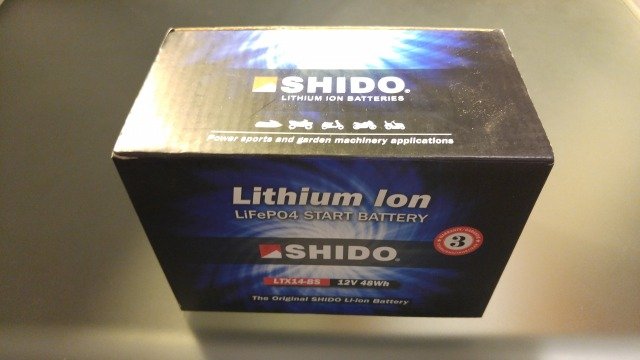 SHIDO®
LITHIUM ION BATTERIES
Power sports and garden machinery applications
Lithium Ion
LiFePO4 START BATTERY
3
SHIDO®
LTX14-BS 12V 48Wh
The Original SHIDO Li-ion Battery